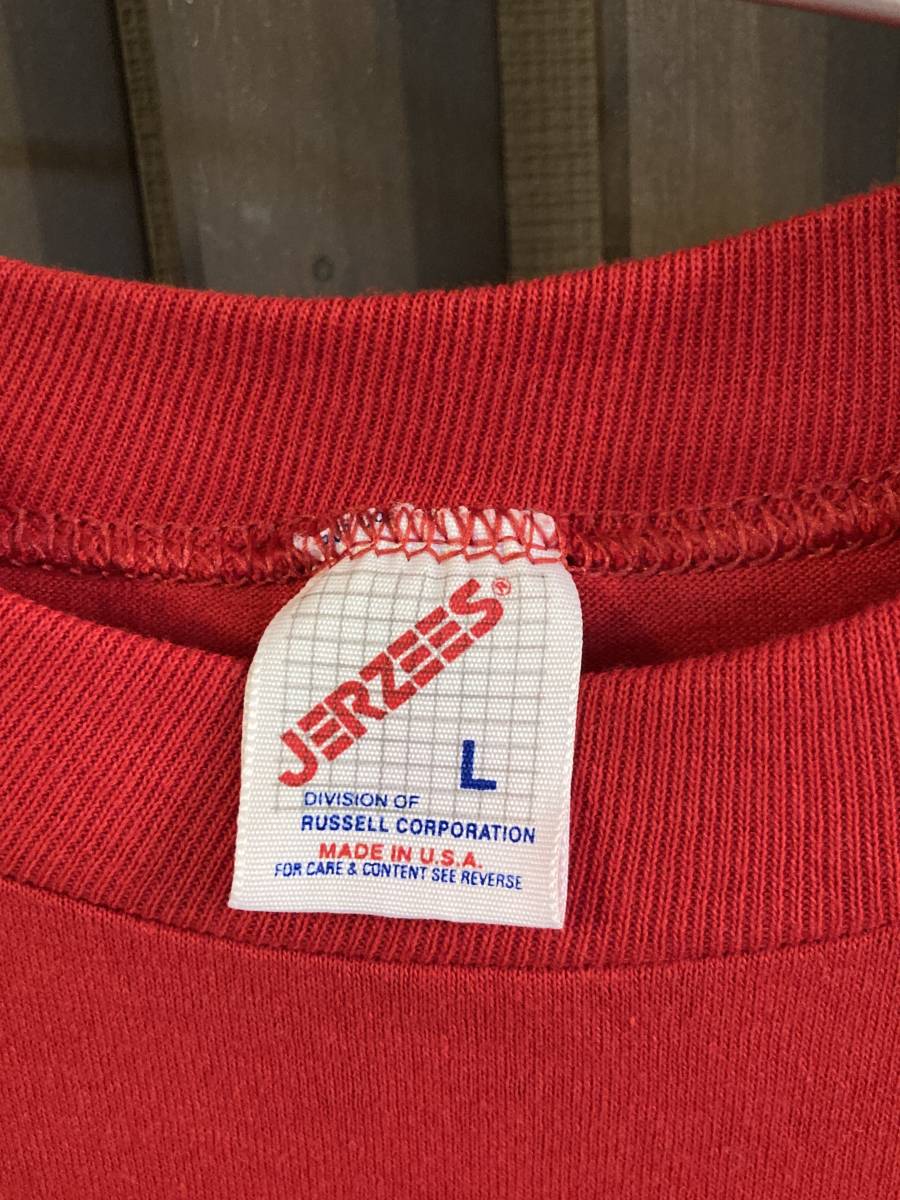 JERZEES®
L
DIVISION OF
RUSSELL CORPORATION
MADE IN U.S.A.
FOR CARE & CONTENT SEE REVERSE